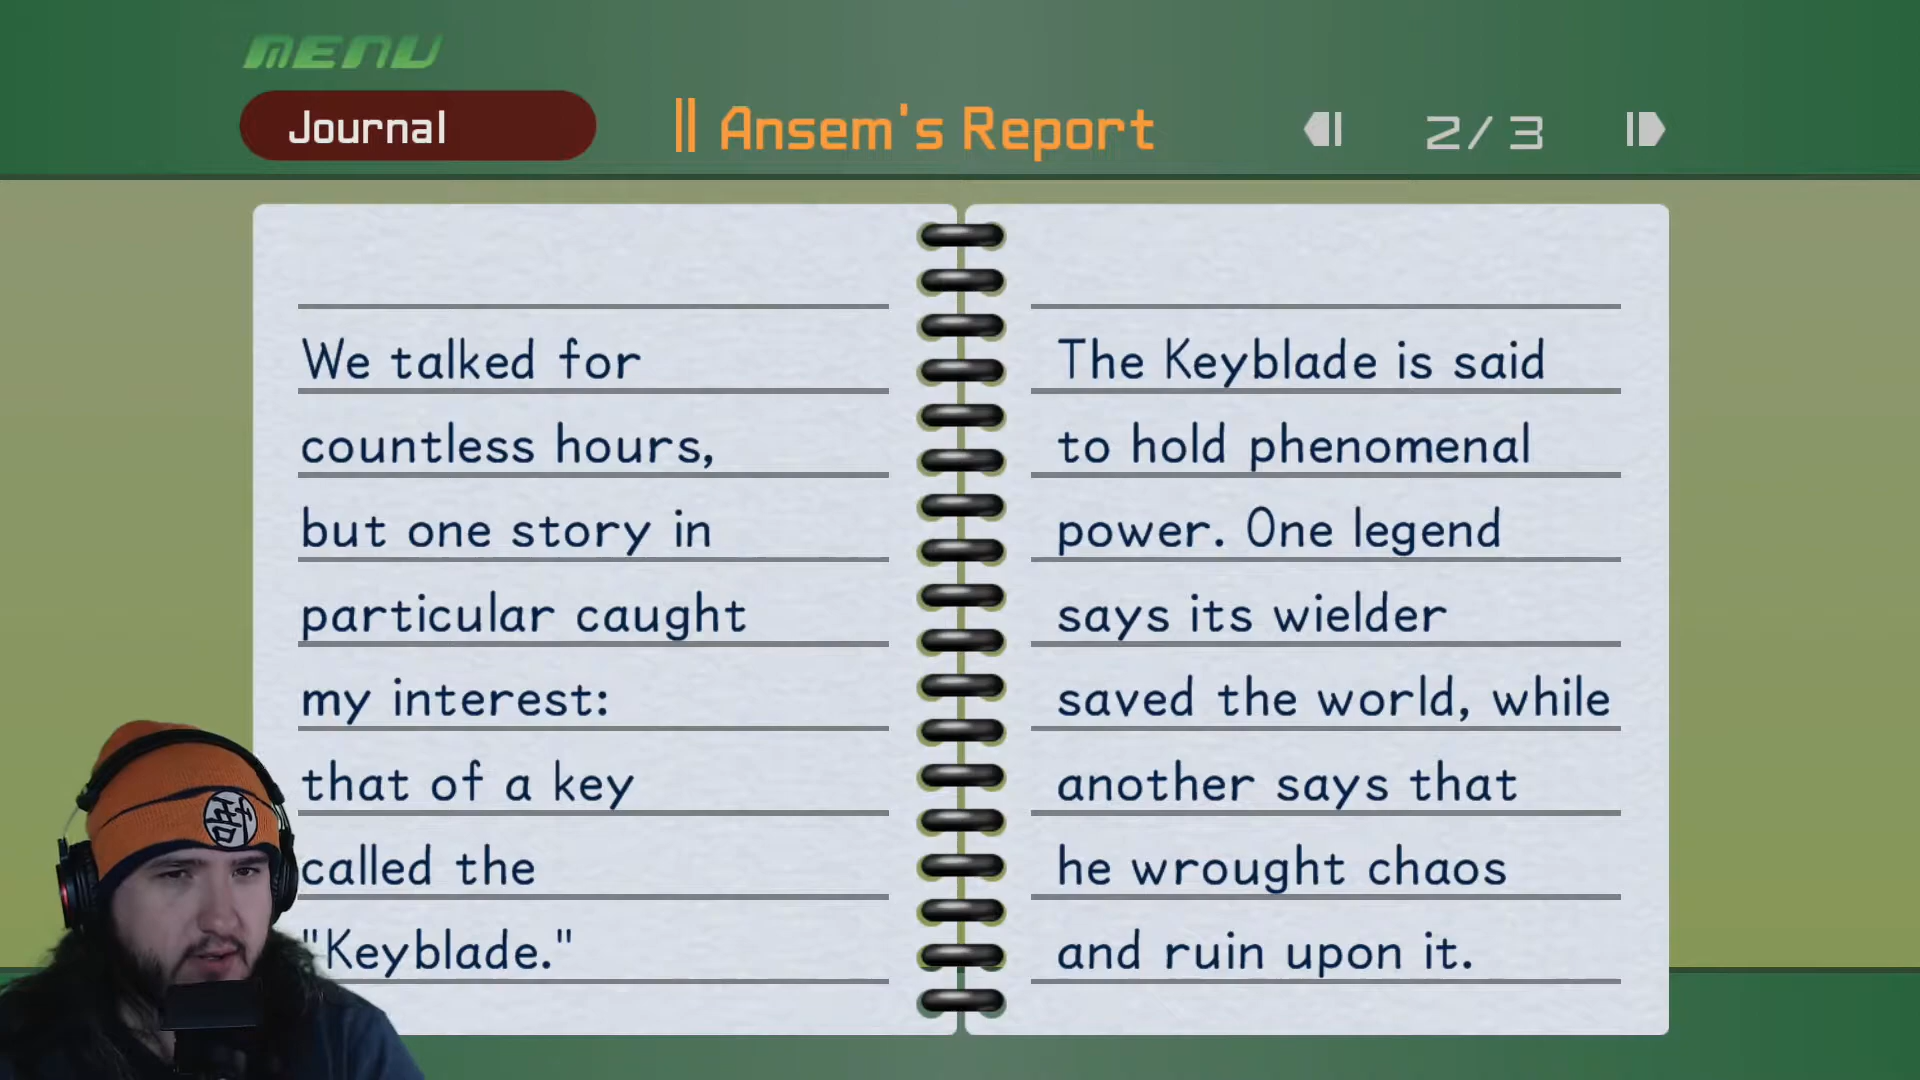 MENU
Journal
Ansem's Report
2/3
We talked for
countless hours,
but one story in
particular caught
my interest:
that of a key
called the
"Keyblade."
The Keyblade is said
to hold phenomenal
power. One legend
says its wielder
saved the world, while
another says that
he wrought chaos
and ruin upon it.
悟